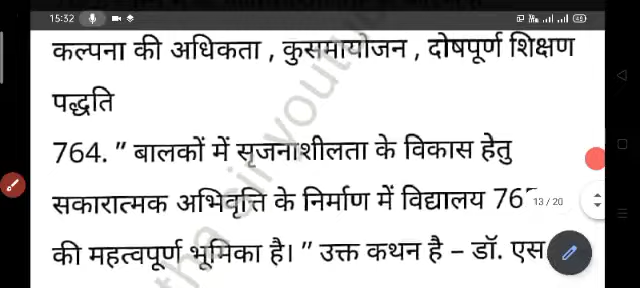 15:32
कल्पना की अधिकता , कुसमायोजन , दोषपूर्ण शिक्षण
पद्धति
764. " बालकों में सृजनाशीलता के विकास हेतु
सकारात्मक अभिवृत्ति के निर्माण में विद्यालय
13 / 20
की महत्वपूर्ण भूमिका है। " उक्त कथन है – डॉ. एस